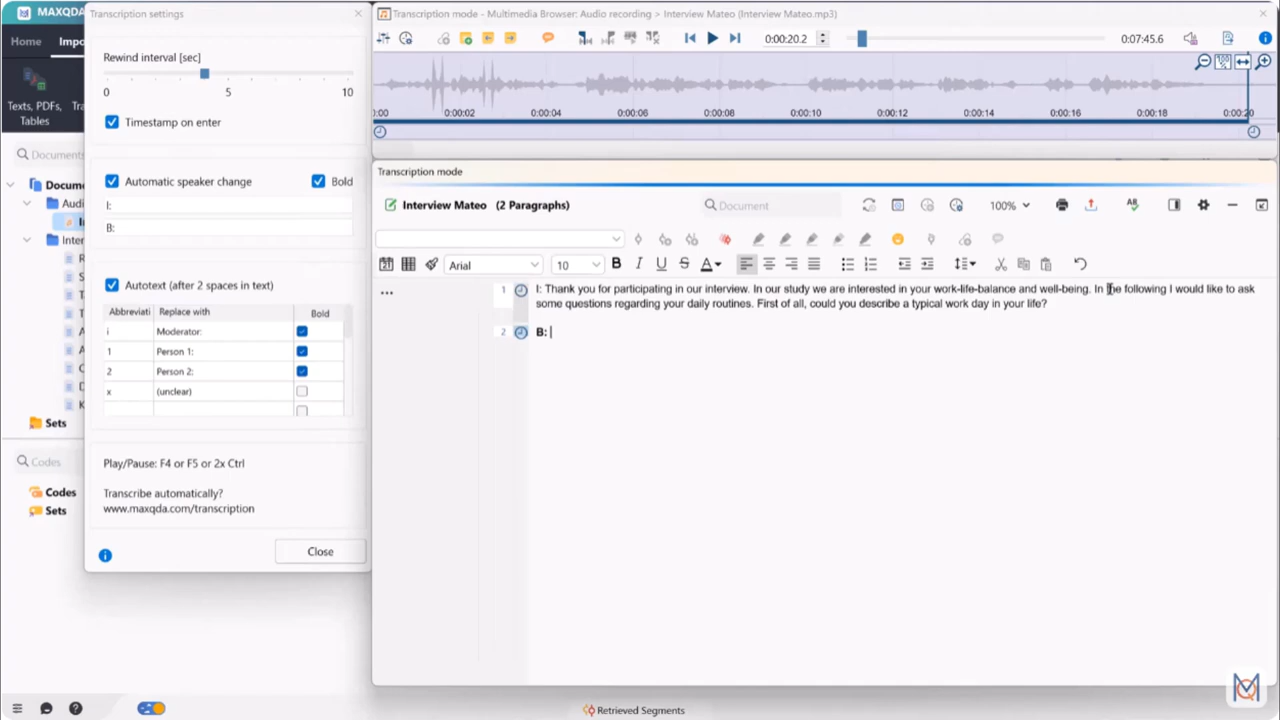 MAXQDA
Transcription settings
Transcription mode - Multimedia Browser: Audio recording > Interview Mateo (Interview Mateo.mp3)
Home
Rewind interval [sec]
0:00:20.2
0:07:45.6
0 5 10
Texts, PDFs,
Tables
Timestamp on enter
0:00:02 0:00:04 0:00:06 0:00:08 0:00:10 0:00:12 0:00:14 0:00:16 0:00:18 0:00:20
Documents
Automatic speaker change
Bold
I:
B:
Transcription mode
Interview Mateo (2 Paragraphs)
Document
100%
Autotext (after 2 spaces in text)
Arial
10
B I U S A
Abbreviati Replace with Bold
i Moderator:
1 Person 1:
2 Person 2:
x (unclear)
1 I: Thank you for participating in our interview. In our study we are interested in your work-life-balance and well-being. In the following I would like to ask
some questions regarding your daily routines. First of all, could you describe a typical work day in your life?
2 B:
Sets
Codes
Codes
Sets
Play/Pause: F4 or F5 or 2x Ctrl
Transcribe automatically?
www.maxqda.com/transcription
Close
Retrieved Segments